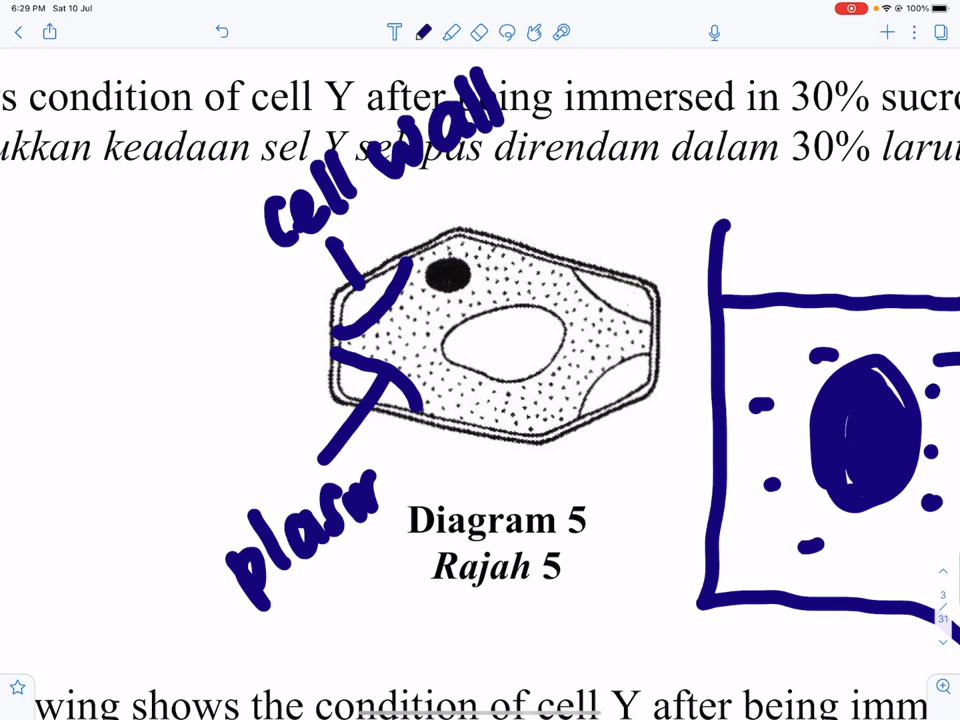 6:29 PM Sat 10 Jul
100%
s condition of cell Y after being immersed in 30% sucro
ukkan keadaan sel Y selepas direndam dalam 30% larut
cell wall
plasm
Diagram 5
Rajah 5
3
/
31
wing shows the condition of cell Y after being imm